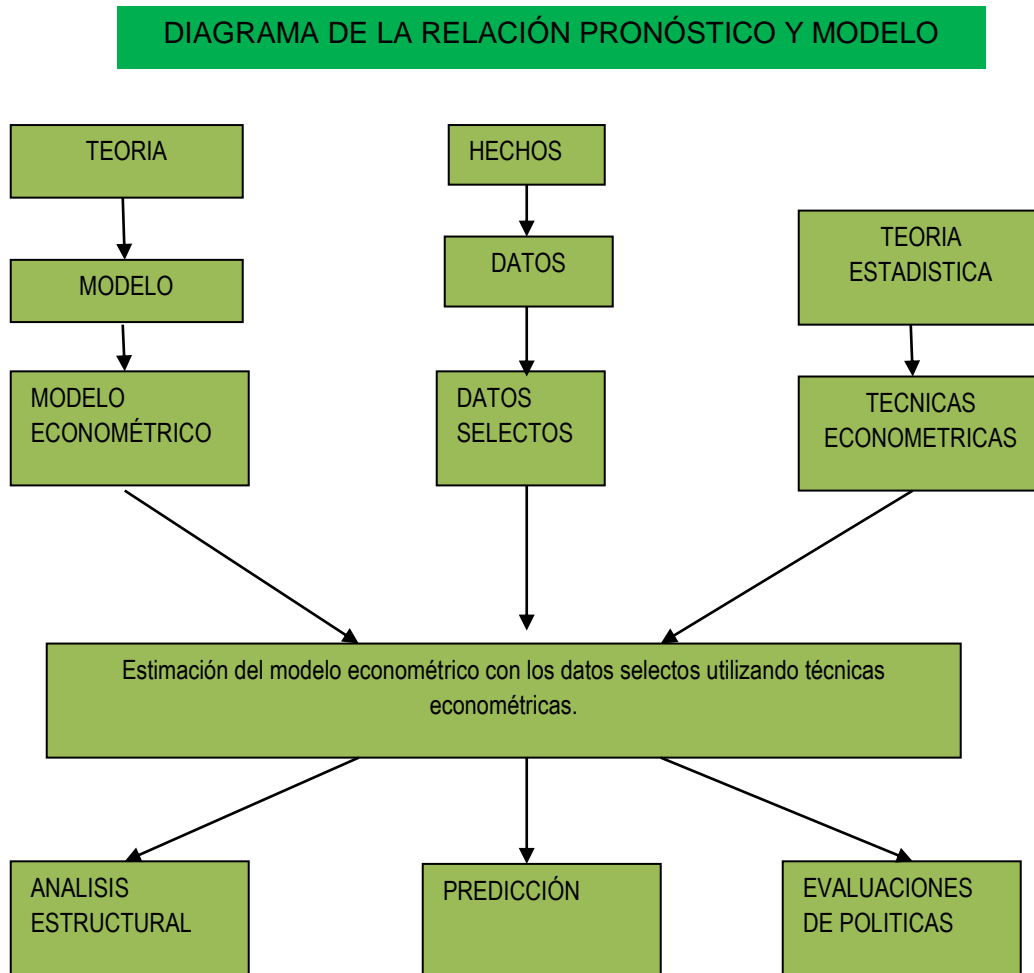 DIAGRAMA DE LA RELACIÓN PRONÓSTICO Y MODELO
TEORIA
MODELO
MODELO
ECONOMÉTRICO
HECHOS
DATOS
DATOS
SELECTOS
TEORIA
ESTADISTICA
TECNICAS
ECONOMETRICAS
Estimación del modelo econométrico con los datos selectos utilizando técnicas
econométricas.
ANALISIS
ESTRUCTURAL
PREDICCIÓN
EVALUACIONES
DE POLITICAS